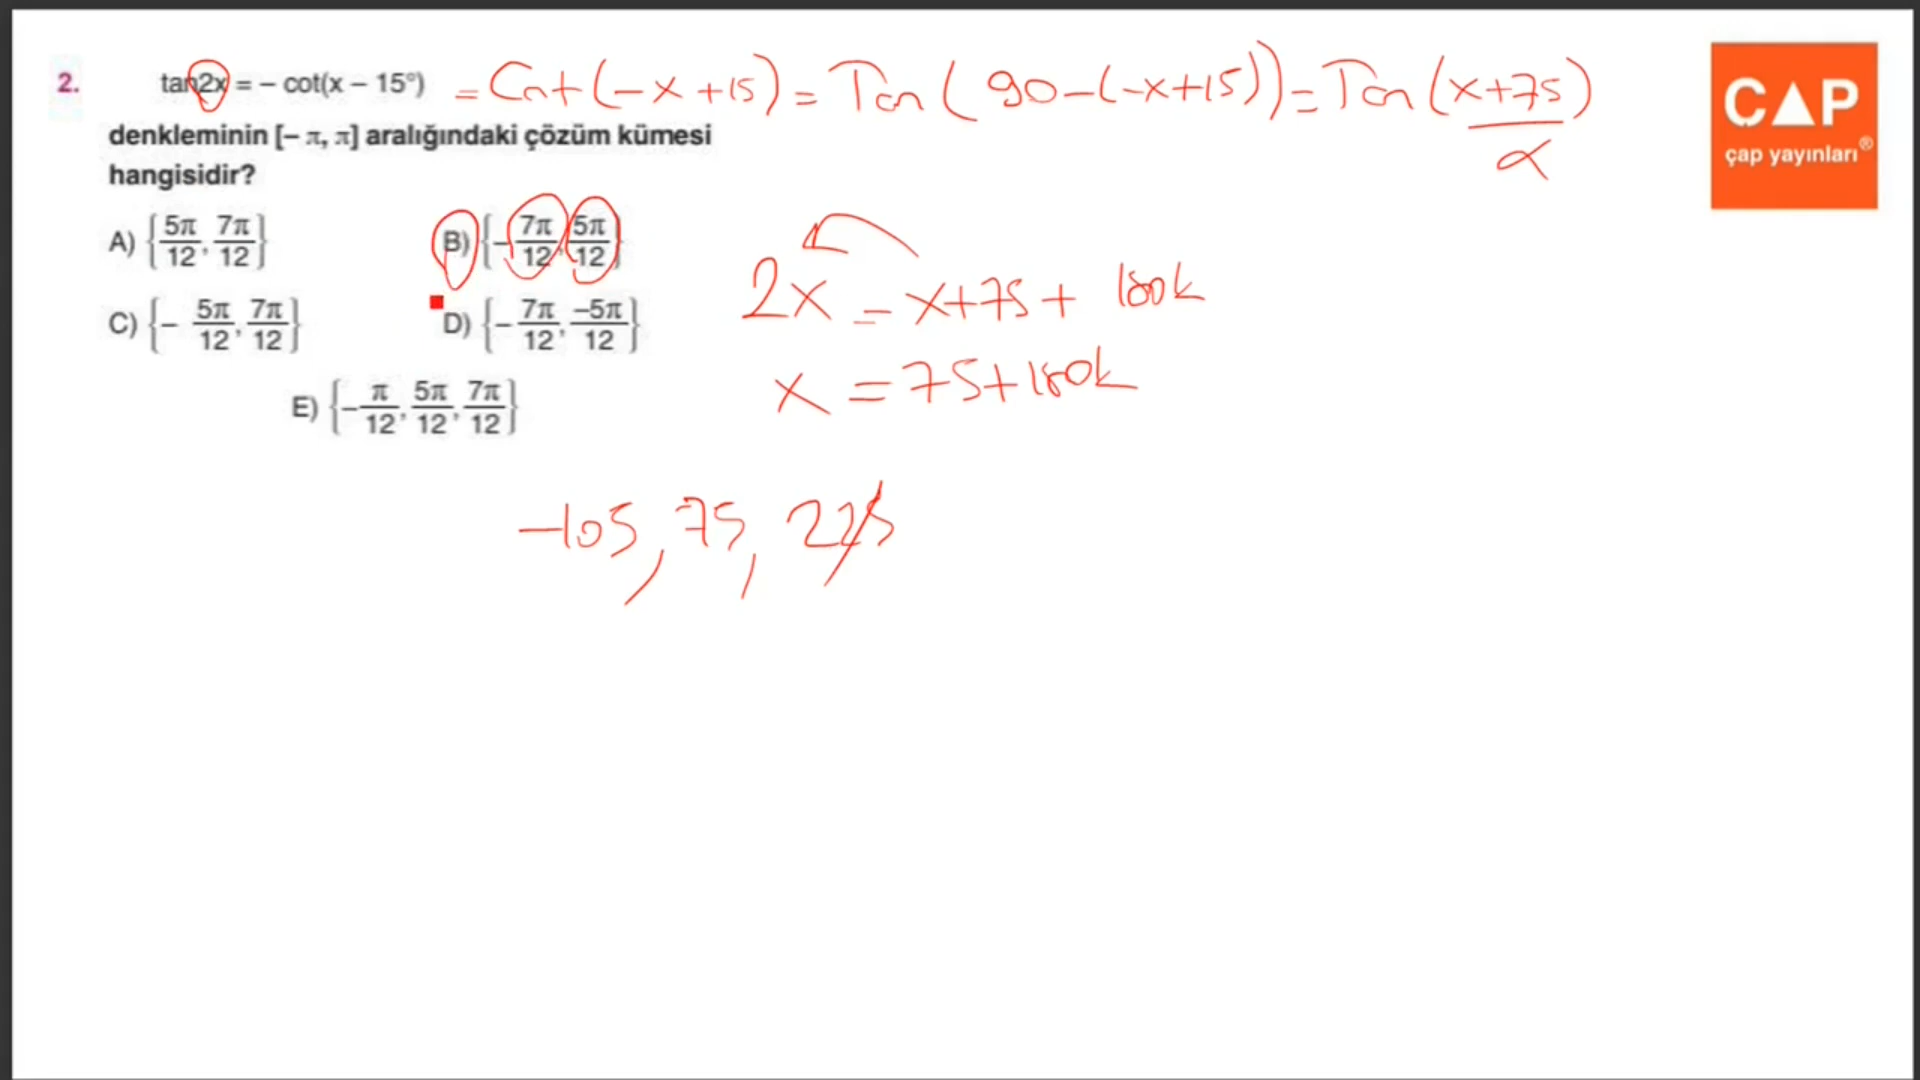 2. tan2x = – cot(x – 15°) = Cot(-x+15) = Tan(90-(-x+15)) = Tan(x+75)
α
denkleminin [– π, π] aralığındaki çözüm kümesi
hangisidir?
A) {5π/12, 7π/12} B) {–7π/12, 5π/12}
C) {– 5π/12, 7π/12} D) {–7π/12, –5π/12}
E) {–π/12, 5π/12, 7π/12}
2x = x+75+ 180k
x = 75+180k
-105, 75, 225
ÇAP
çap yayınları®